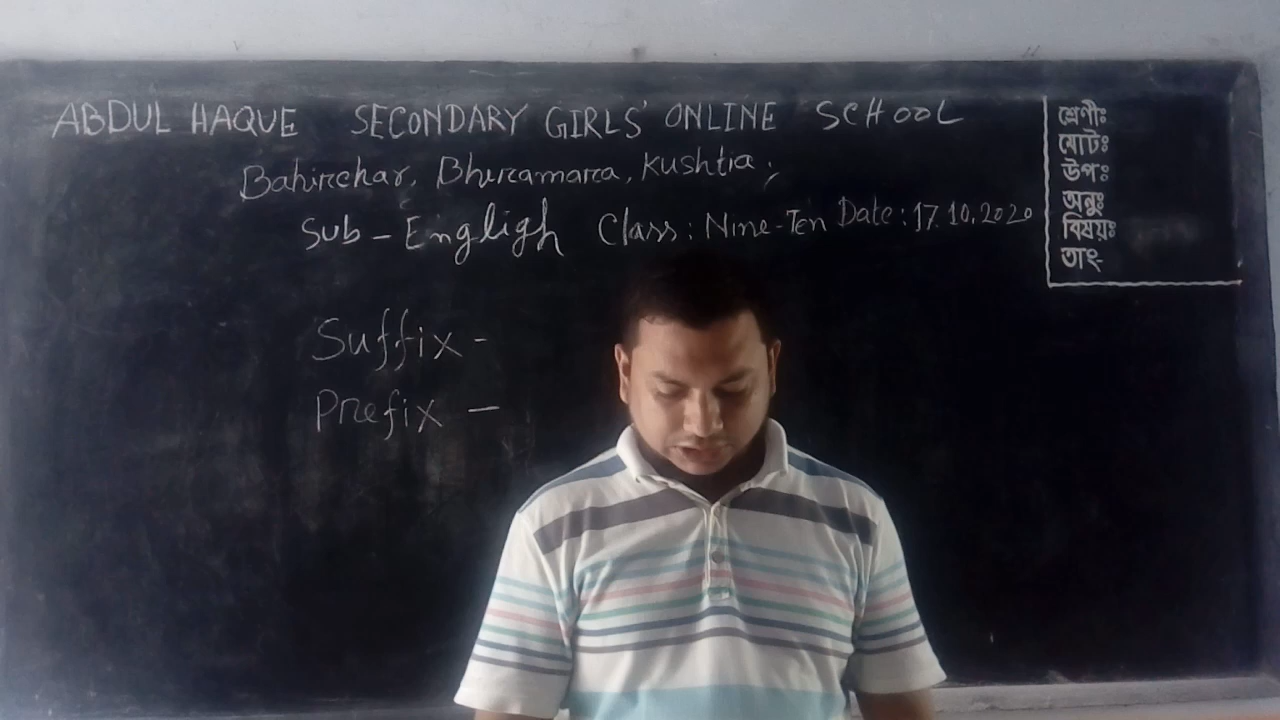 ABDUL HAQUE SECONDARY GIRLS' ONLINE SCHOOL
Bahirchar, Bheramara, Kushtia;
Sub - Engligh Class: Nine-Ten Date: 17.10.2020
Suffix -
Prefix -
শ্রেণীঃ
মোটঃ
উপঃ
অনুঃ
বিষয়ঃ
তাং-